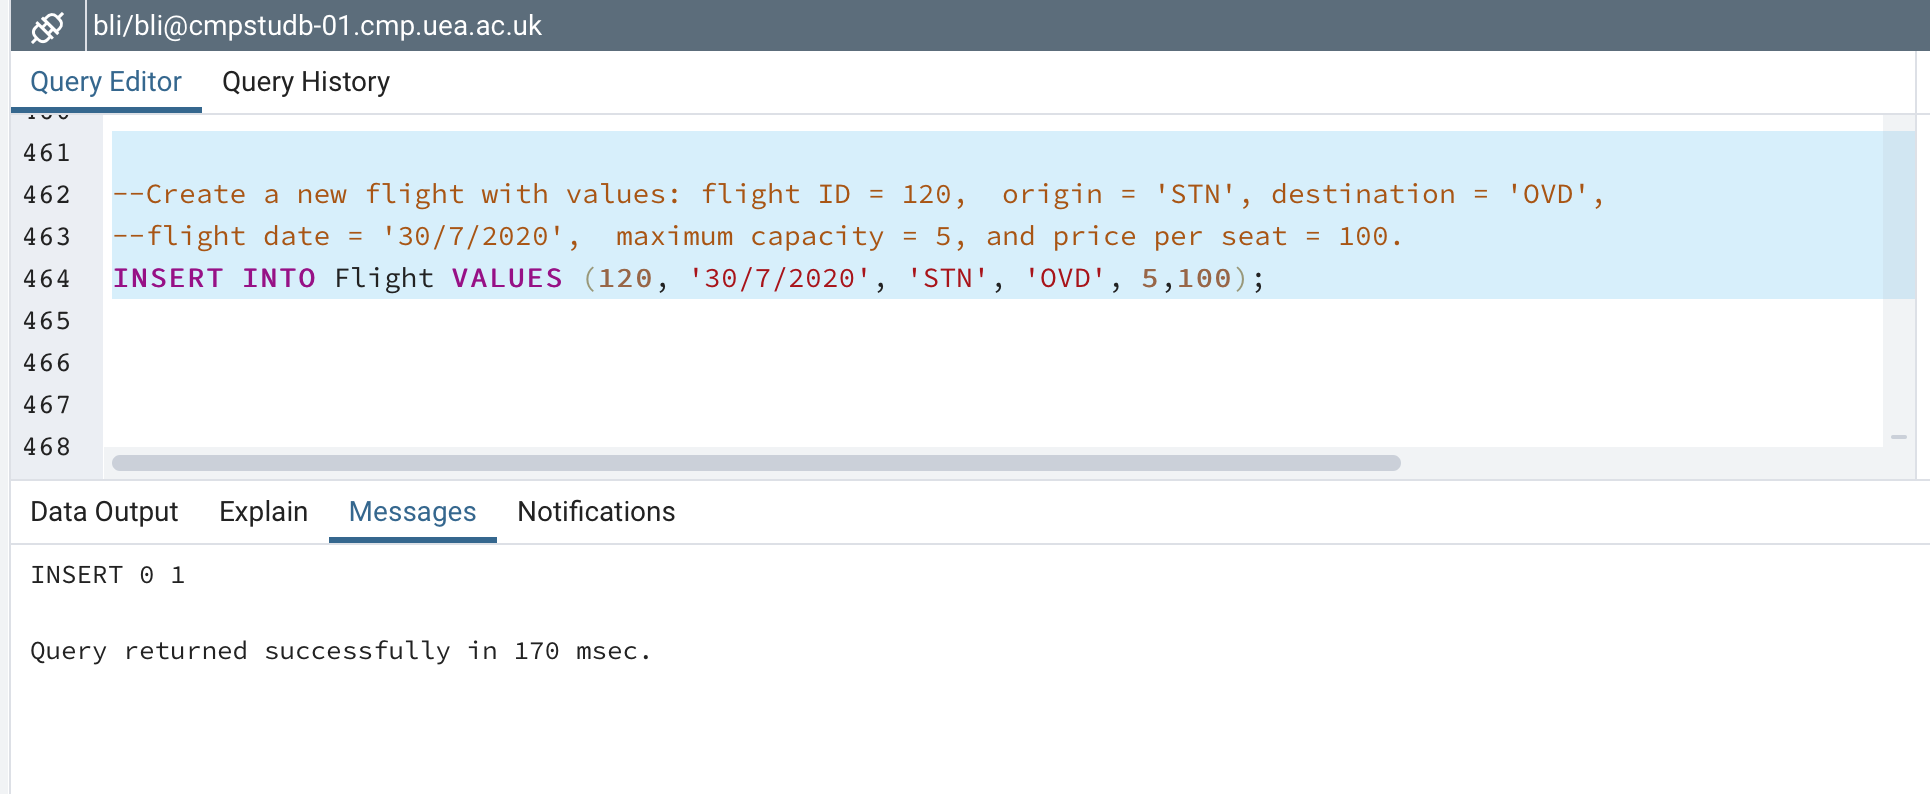 bli/bli@cmpstudb-01.cmp.uea.ac.uk
Query Editor Query History
461
462 --Create a new flight with values: flight ID = 120,  origin = 'STN', destination = 'OVD',
463 --flight date = '30/7/2020',  maximum capacity = 5, and price per seat = 100.
464 INSERT INTO Flight VALUES (120, '30/7/2020', 'STN', 'OVD', 5,100);
465
466
467
468
Data Output Explain Messages Notifications
INSERT 0 1
Query returned successfully in 170 msec.